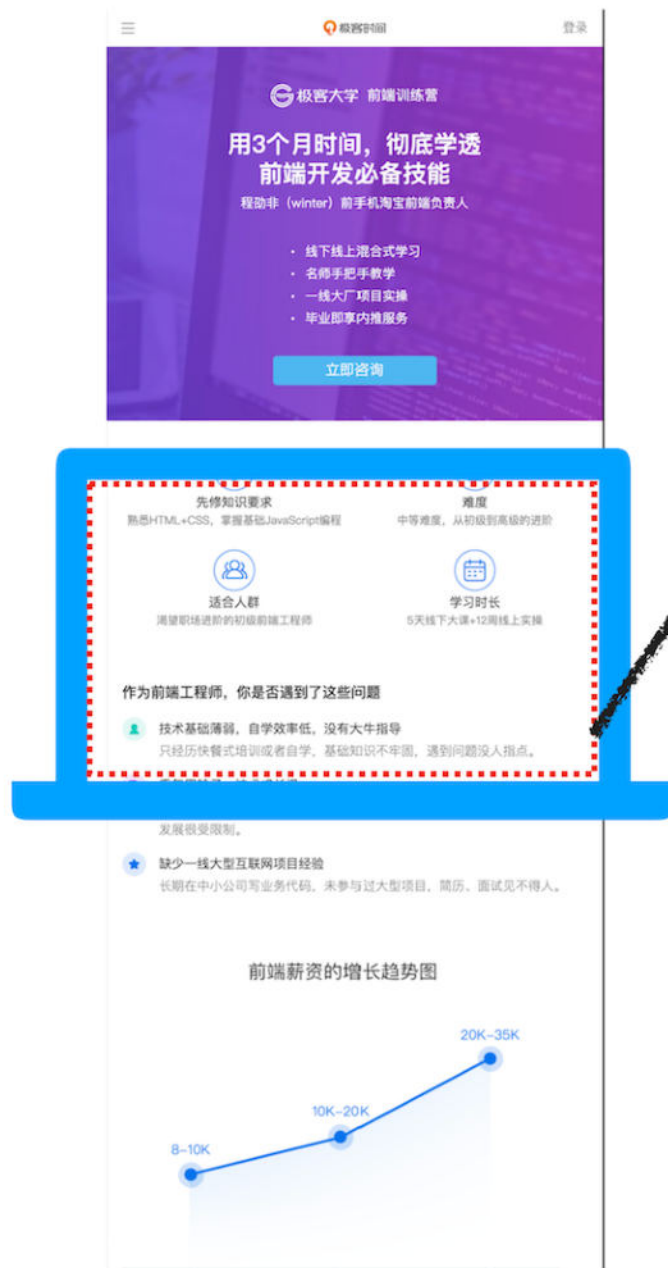 极客时间
登录
极客大学 前端训练营
用3个月时间，彻底学透
前端开发必备技能
程劭非（winter）前手机淘宝前端负责人
· 线下线上混合式学习
· 名师手把手教学
· 一线大厂项目实操
· 毕业即享内推服务
立即咨询
先修知识要求
难度
熟悉HTML+CSS，掌握基础JavaScript编程
中等难度，从初级到高级的进阶
适合人群
学习时长
渴望职场进阶的初级前端工程师
5天线下大课+12周线上实操
作为前端工程师，你是否遇到了这些问题
技术基础薄弱，自学效率低，没有大牛指导
只经历快餐式培训或者自学，基础知识不牢固，遇到问题没人指点。
发展很受限制。
缺少一线大型互联网项目经验
长期在中小公司写业务代码，未参与过大型项目，简历、面试见不得人。
前端薪资的增长趋势图
20K-35K
10K-20K
8-10K